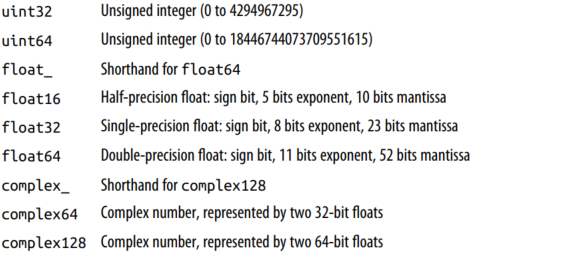 uint32 Unsigned integer (0 to 4294967295)
uint64 Unsigned integer (0 to 18446744073709551615)
float_ Shorthand for float64
float16 Half-precision float: sign bit, 5 bits exponent, 10 bits mantissa
float32 Single-precision float: sign bit, 8 bits exponent, 23 bits mantissa
float64 Double-precision float: sign bit, 11 bits exponent, 52 bits mantissa
complex_ Shorthand for complex128
complex64 Complex number, represented by two 32-bit floats
complex128 Complex number, represented by two 64-bit floats